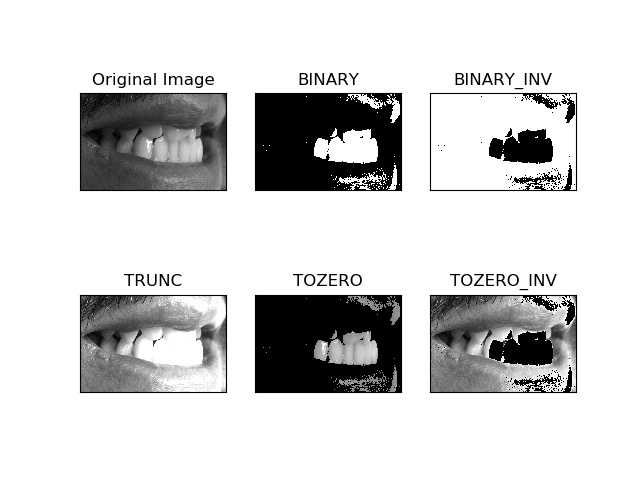 Original Image
BINARY
BINARY_INV
TRUNC
TOZERO
TOZERO_INV